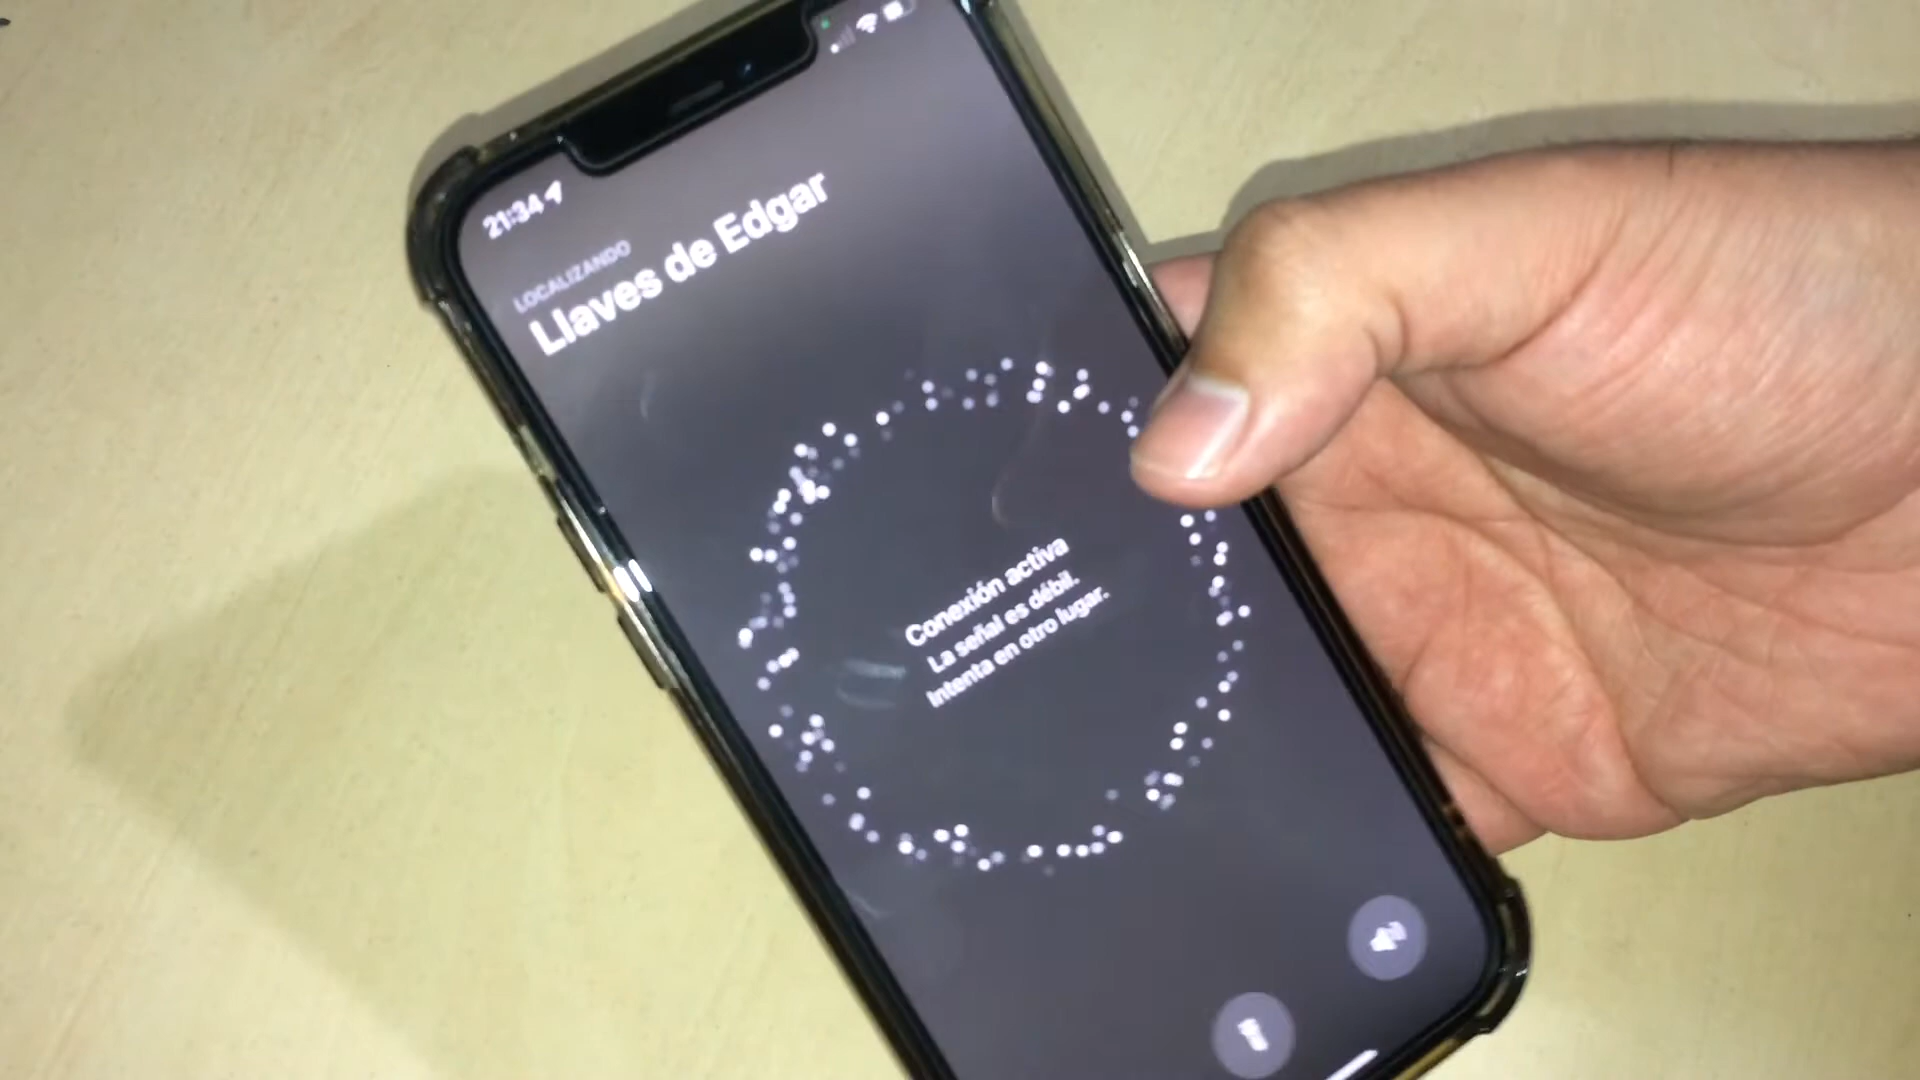 21:34
LOCALIZANDO
Llaves de Edgar
Conexión activa
La señal es débil.
Intenta en otro lugar.